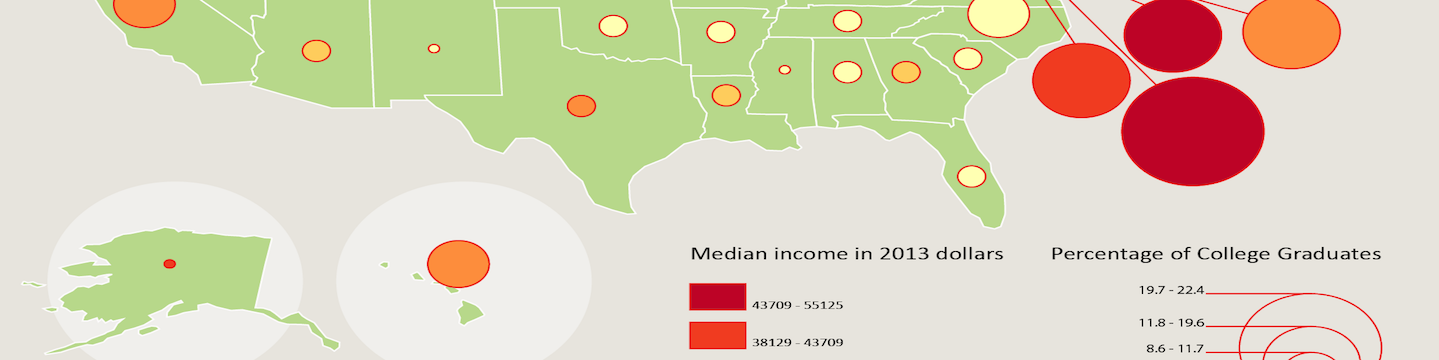 Median income in 2013 dollars
43709 - 55125
38129 - 43709
Percentage of College Graduates
19.7 - 22.4
11.8 - 19.6
8.6 - 11.7